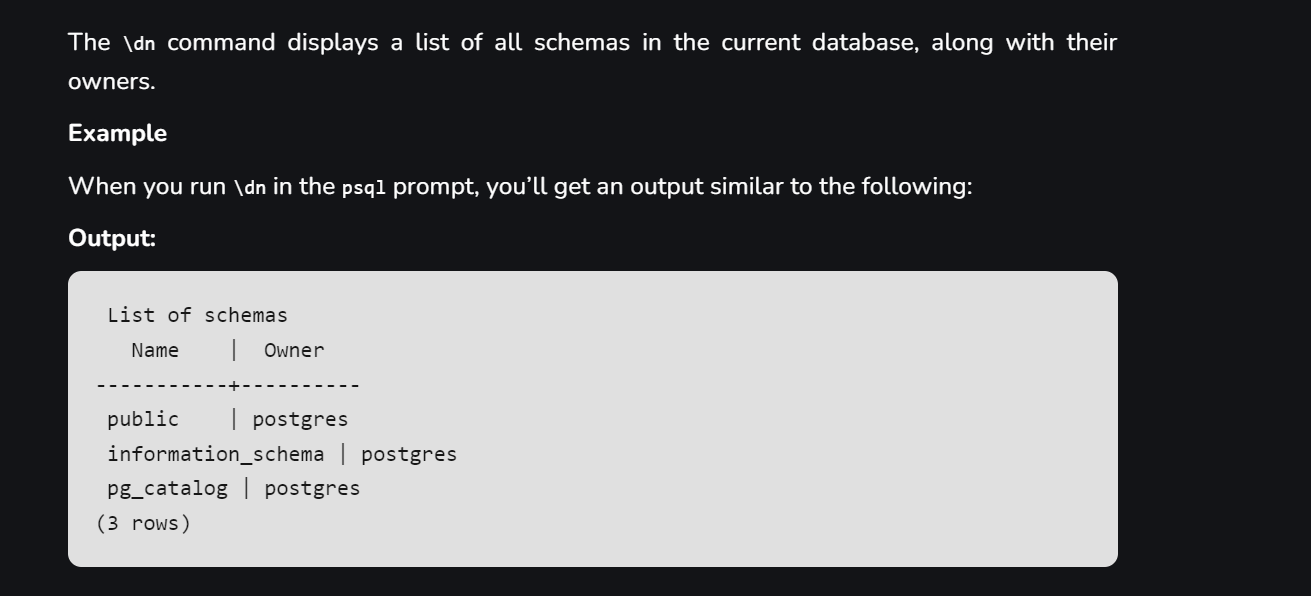 The \dn command displays a list of all schemas in the current database, along with their
owners.
Example
When you run \dn in the psql prompt, you’ll get an output similar to the following:
Output:
 List of schemas
   Name    |  Owner
-----------+----------
 public    | postgres
 information_schema | postgres
 pg_catalog | postgres
(3 rows)